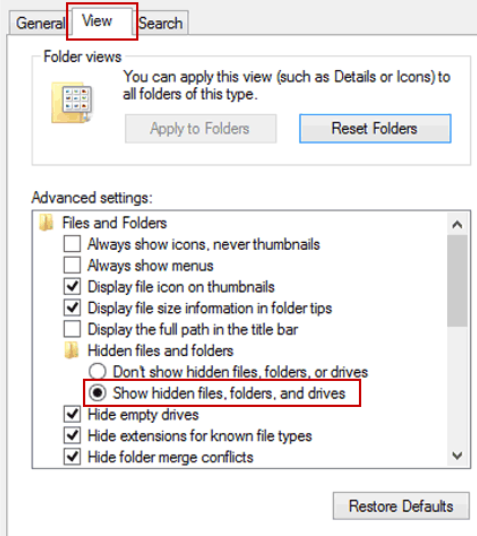 General View Search
Folder views
You can apply this view (such as Details or Icons) to
all folders of this type.
Apply to Folders Reset Folders
Advanced settings:
Files and Folders
Always show icons, never thumbnails
Always show menus
Display file icon on thumbnails
Display file size information in folder tips
Display the full path in the title bar
Hidden files and folders
Don't show hidden files, folders, or drives
Show hidden files, folders, and drives
Hide empty drives
Hide extensions for known file types
Hide folder merge conflicts
Restore Defaults